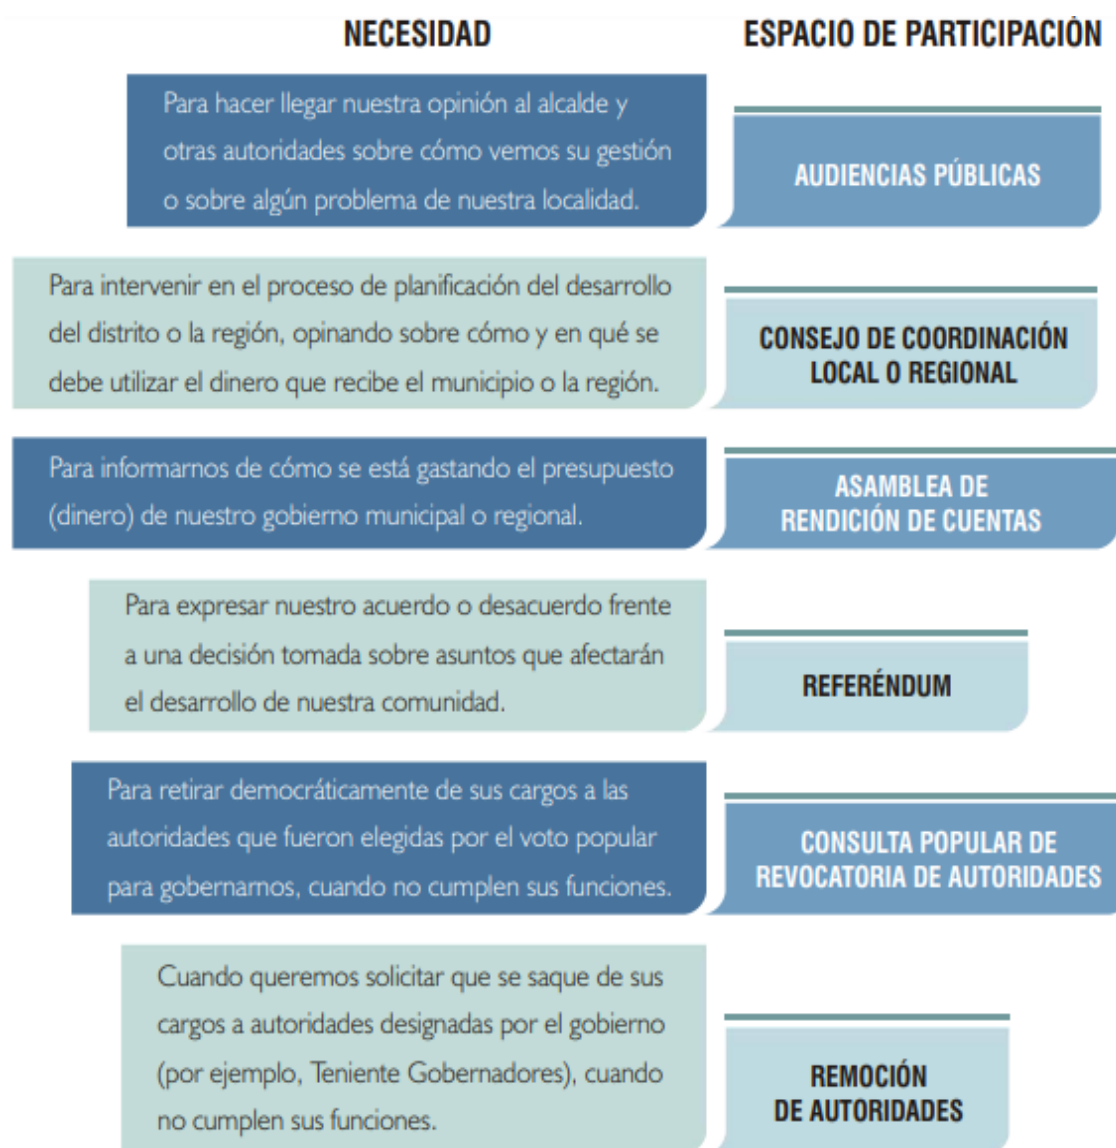 NECESIDAD
ESPACIO DE PARTICIPACIÓN
Para hacer llegar nuestra opinión al alcalde y
otras autoridades sobre cómo vemos su gestión
o sobre algún problema de nuestra localidad.
AUDIENCIAS PÚBLICAS
Para intervenir en el proceso de planificación del desarrollo
del distrito o la región, opinando sobre cómo y en qué se
debe utilizar el dinero que recibe el municipio o la región.
CONSEJO DE COORDINACIÓN
LOCAL O REGIONAL
Para informarnos de cómo se está gastando el presupuesto
(dinero) de nuestro gobierno municipal o regional.
ASAMBLEA DE
RENDICIÓN DE CUENTAS
Para expresar nuestro acuerdo o desacuerdo frente
a una decisión tomada sobre asuntos que afectarán
el desarrollo de nuestra comunidad.
REFERÉNDUM
Para retirar democráticamente de sus cargos a las
autoridades que fueron elegidas por el voto popular
para gobernarnos, cuando no cumplen sus funciones.
CONSULTA POPULAR DE
REVOCATORIA DE AUTORIDADES
Cuando queremos solicitar que se saque de sus
cargos a autoridades designadas por el gobierno
(por ejemplo, Teniente Gobernadores), cuando
no cumplen sus funciones.
REMOCIÓN
DE AUTORIDADES